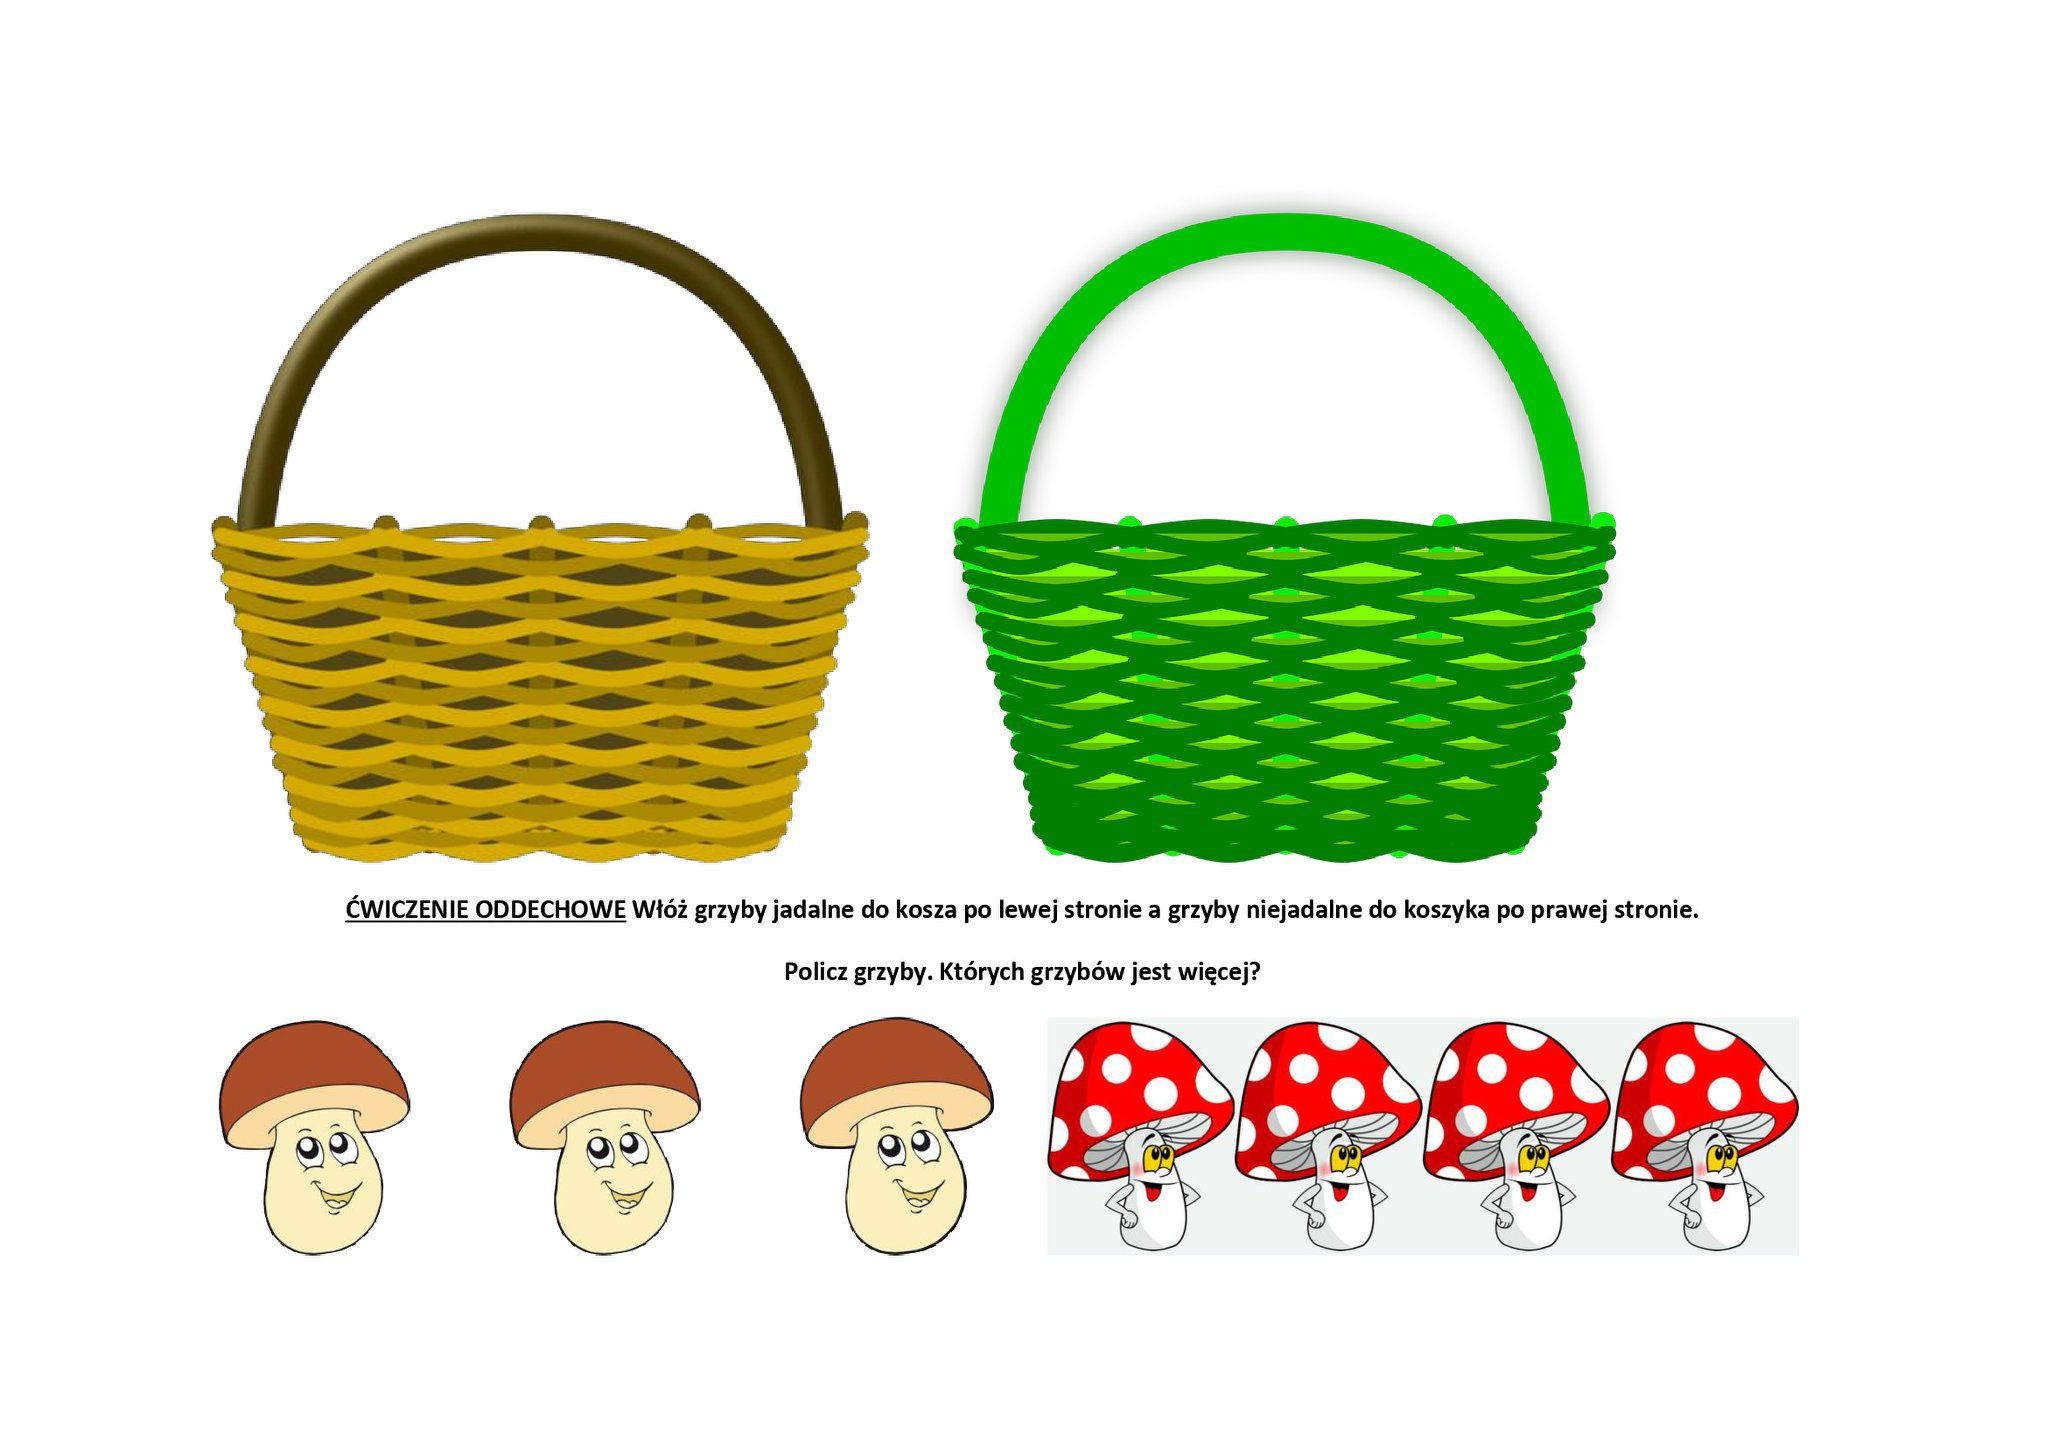 ĆWICZENIE ODDECHOWE Włóż grzyby jadalne do kosza po lewej stronie a grzyby niejadalne do koszyka po prawej stronie.
Policz grzyby. Których grzybów jest więcej?